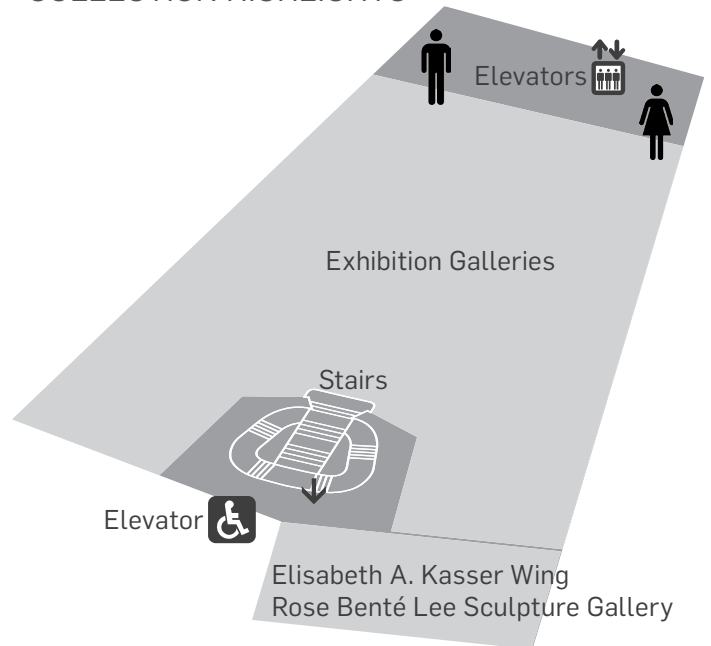 Elevators
Exhibition Galleries
Stairs
Elevator
Elisabeth A. Kasser Wing
Rose Benté Lee Sculpture Gallery